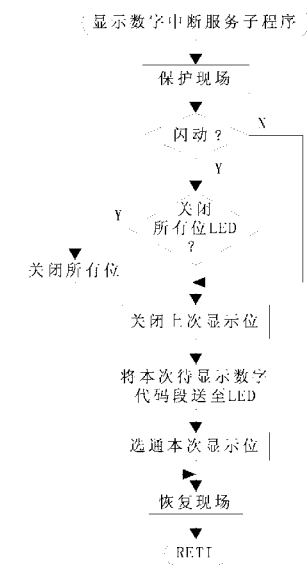 显示数字中断服务子程序
保护现场
闪动？
N
Y
关闭
所有位LED
？
Y
关闭所有位
关闭上次显示位
将本次待显示数字
代码段送至LED
选通本次显示位
恢复现场
RETI